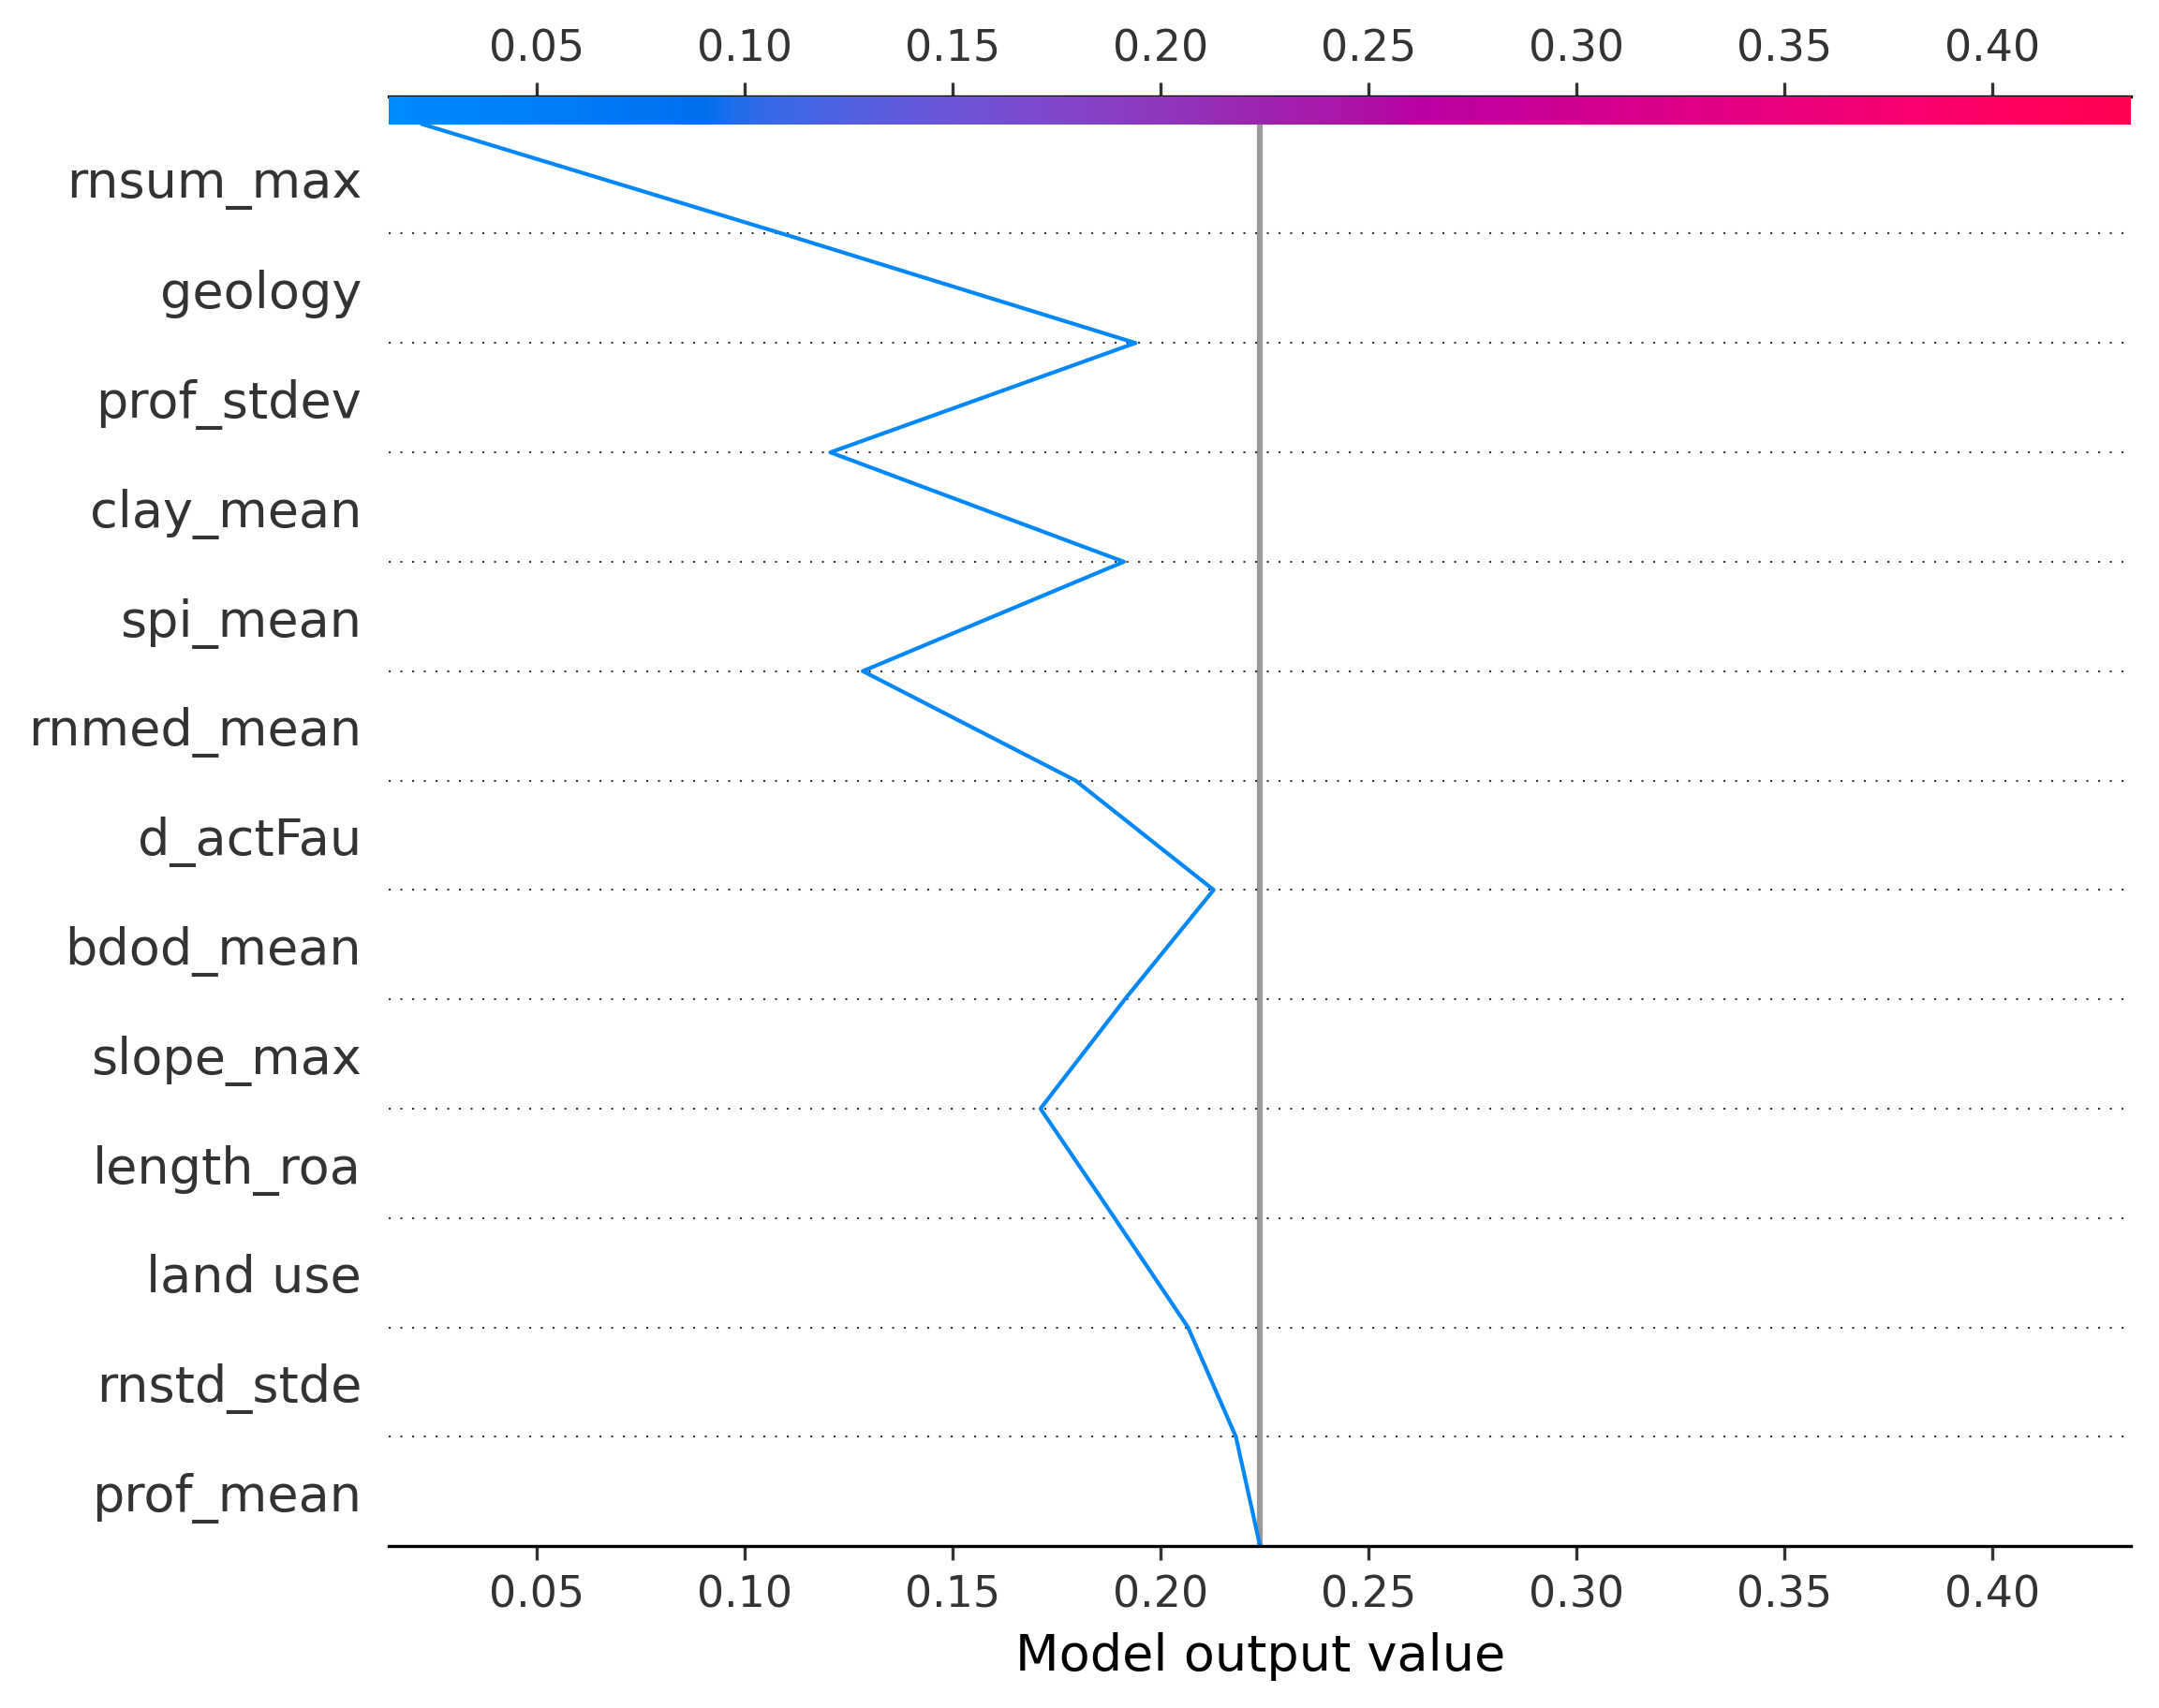 0.05 0.10 0.15 0.20 0.25 0.30 0.35 0.40
rnsum_max
geology
prof_stdev
clay_mean
spi_mean
rnmed_mean
d_actFau
bdod_mean
slope_max
length_roa
land use
rnstd_stde
prof_mean
0.05 0.10 0.15 0.20 0.25 0.30 0.35 0.40
Model output value